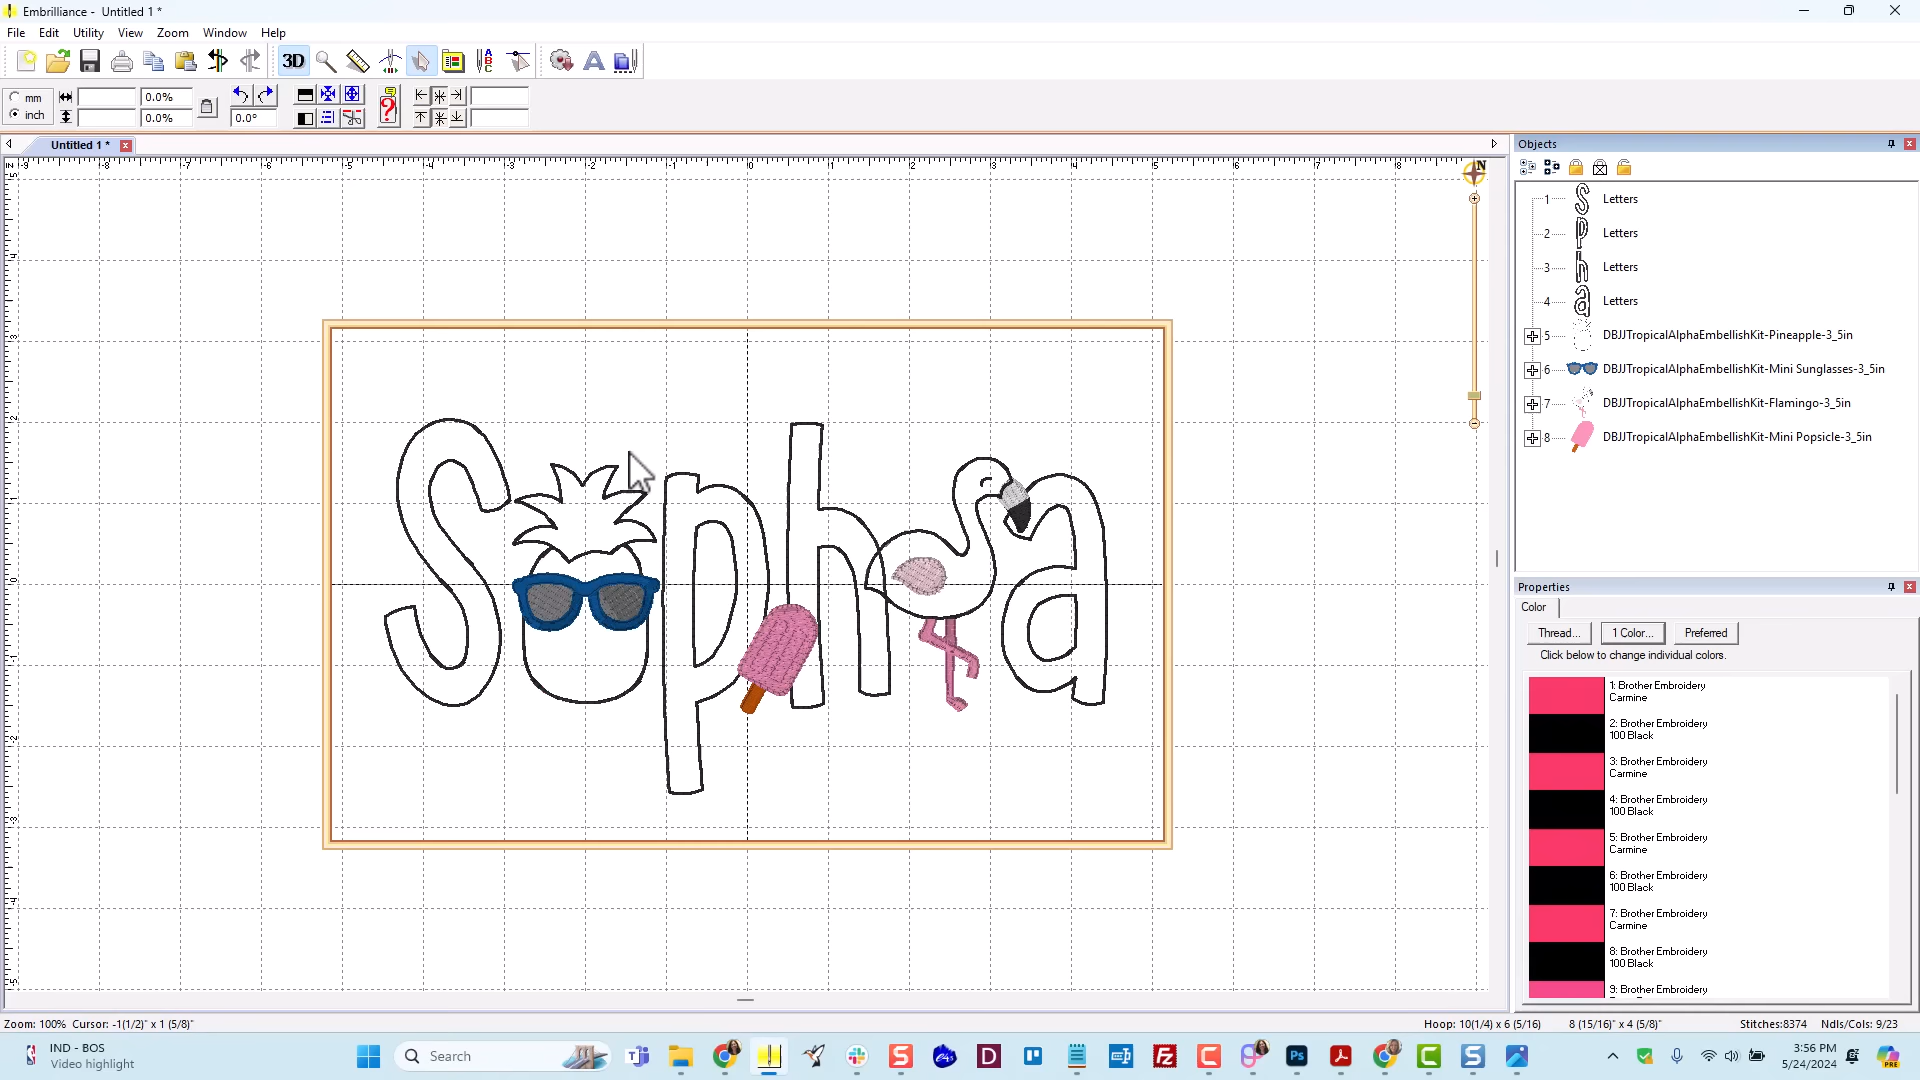 Embrilliance - Untitled 1 *
File Edit Utility View Zoom Window Help
3D
mm 0.0%
inch 0.0% 0.0°
Untitled 1 *
Objects
1 Letters
2 Letters
3 Letters
4 Letters
5 DBJJTropicalAlphaEmbellishKit-Pineapple-3_5in
6 DBJJTropicalAlphaEmbellishKit-Mini Sunglasses-3_5in
7 DBJJTropicalAlphaEmbellishKit-Flamingo-3_5in
8 DBJJTropicalAlphaEmbellishKit-Mini Popsicle-3_5in
S ph a
Properties
Color
Thread... 1 Color... Preferred
Click below to change individual colors.
1: Brother Embroidery
Carmine
2: Brother Embroidery
100 Black
3: Brother Embroidery
Carmine
4: Brother Embroidery
100 Black
5: Brother Embroidery
Carmine
6: Brother Embroidery
100 Black
7: Brother Embroidery
Carmine
8: Brother Embroidery
100 Black
9: Brother Embroidery
Zoom: 100% Cursor: -1(1/2)" x 1 (5/8)" Hoop: 10(1/4) x 6 (5/16) 8 (15/16)" x 4 (5/8)" Stitches:8374 Ndls/Cols: 9/23
IND - BOS
Video highlight
Search
3:56 PM
5/24/2024